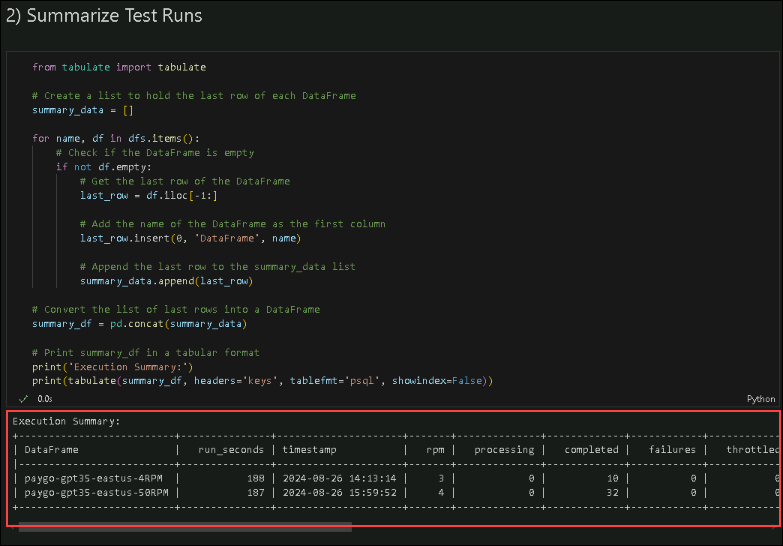 2) Summarize Test Runs
from tabulate import tabulate
# Create a list to hold the last row of each DataFrame
summary_data = []
for name, df in dfs.items():
# Check if the DataFrame is empty
if not df.empty:
# Get the last row of the DataFrame
last_row = df.iloc[-1:]
# Add the name of the DataFrame as the first column
last_row.insert(0, 'DataFrame', name)
# Append the last row to the summary_data list
summary_data.append(last_row)
# Convert the list of last rows into a DataFrame
summary_df = pd.concat(summary_data)
# Print summary_df in a tabular format
print('Execution Summary:')
print(tabulate(summary_df, headers='keys', tablefmt='psql', showindex=False))
✓ 0.0s Python
Execution Summary:
| DataFrame | run_seconds | timestamp | rpm | processing | completed | failures | throttled
| paygo-gpt35-eastus-4RPM | 188 | 2024-08-26 14:13:14 | 3 | 0 | 10 | 0 | 0
| paygo-gpt35-eastus-50RPM | 187 | 2024-08-26 15:59:52 | 4 | 0 | 32 | 0 | 0